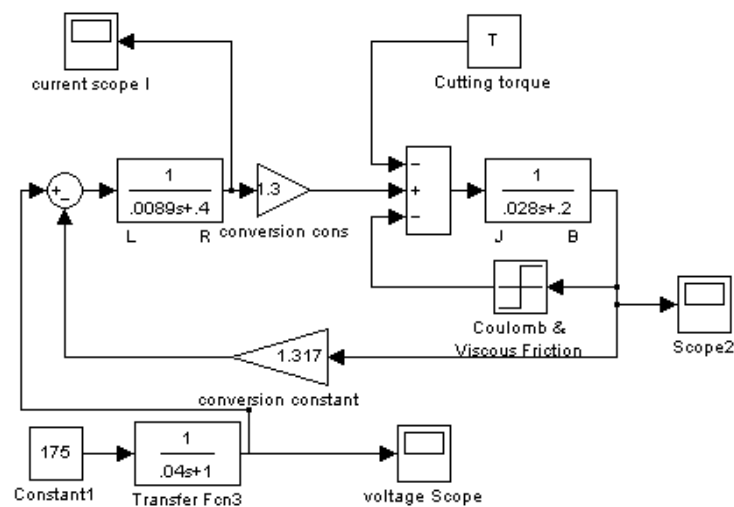 T
current scope I
Cutting torque
1
.0089s+.4
L R
1.3
conversion cons
+
−
−
+
−
1
.028s+.2
J B
Coulomb &
Viscous Friction
Scope2
1.317
conversion constant
175
Constant1
1
.04s+1
Transfer Fcn3
voltage Scope